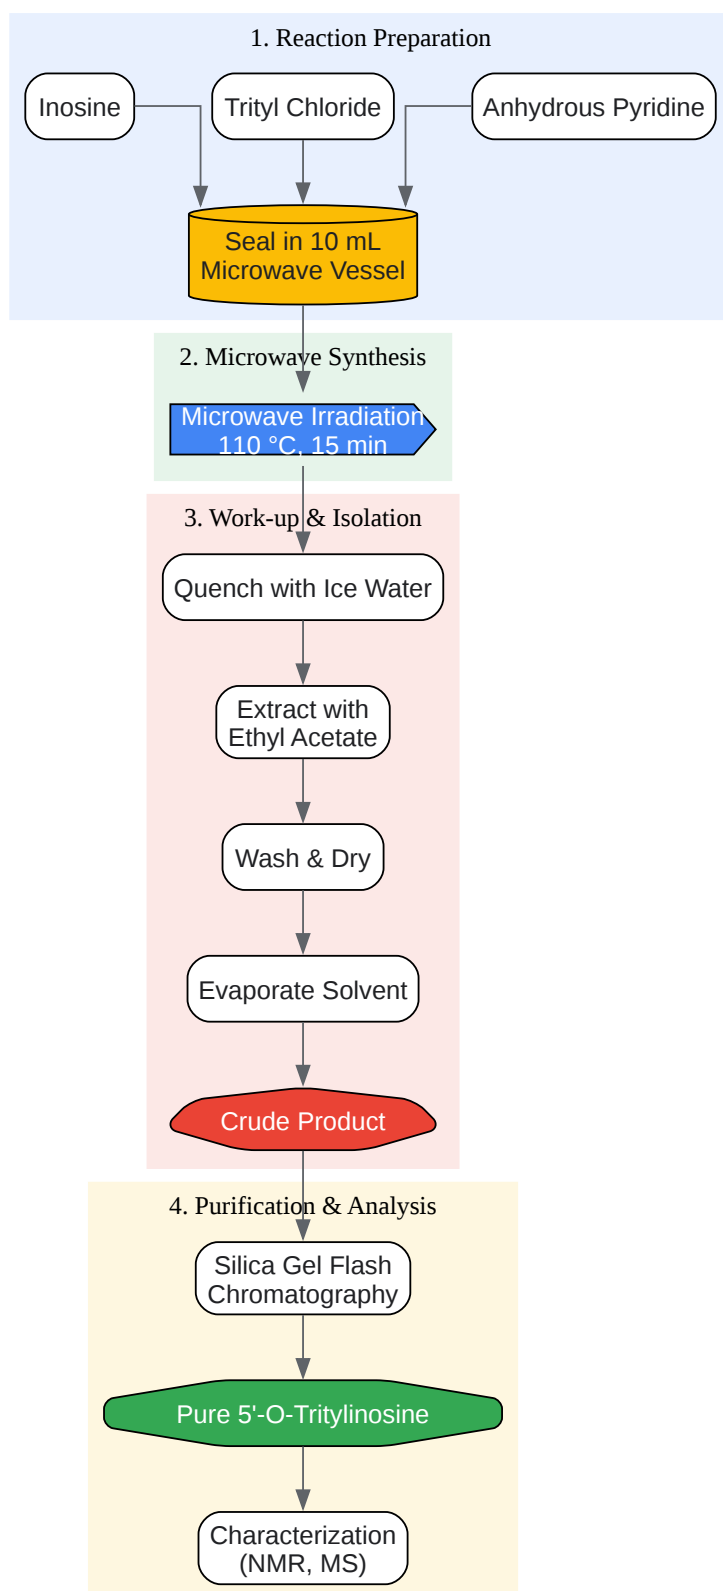 1. Reaction Preparation
Inosine
Trityl Chloride
Anhydrous Pyridine
Seal in 10 mL
Microwave Vessel
2. Microwave Synthesis
Microwave Irradiation
110 °C, 15 min
3. Work-up & Isolation
Quench with Ice Water
Extract with
Ethyl Acetate
Wash & Dry
Evaporate Solvent
Crude Product
4. Purification & Analysis
Silica Gel Flash
Chromatography
Pure 5'-O-Tritylinosine
Characterization
(NMR, MS)